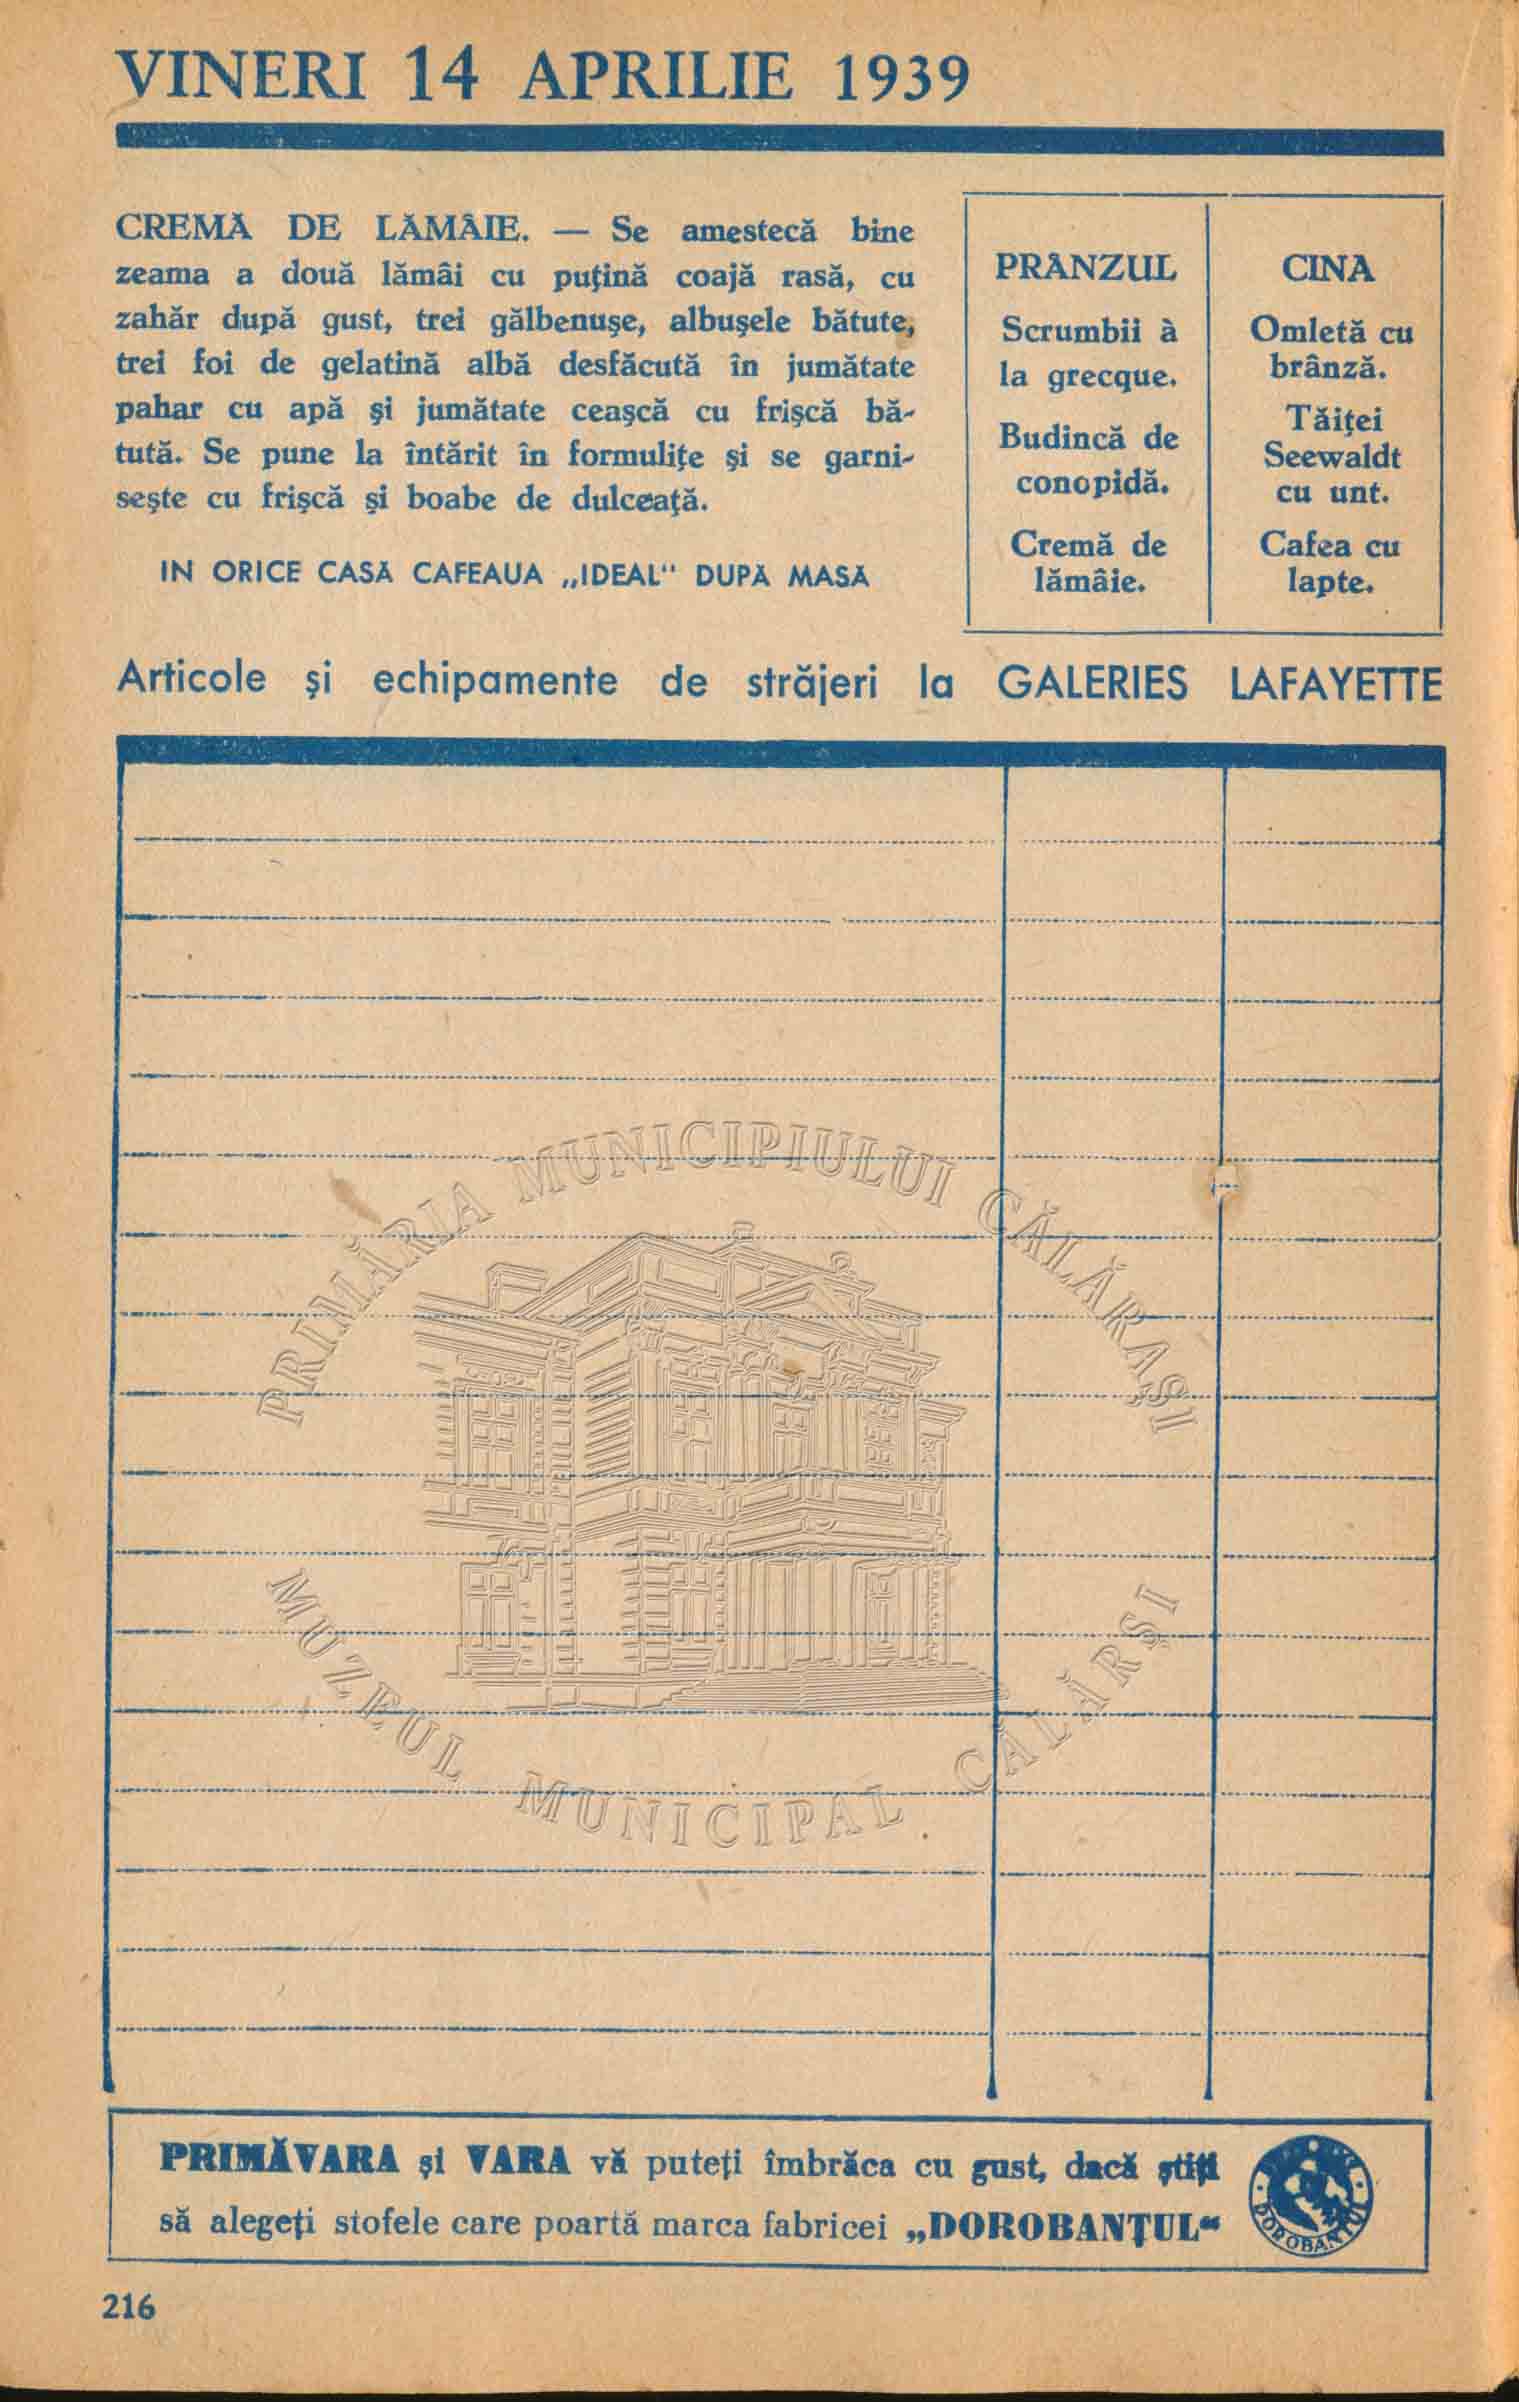 VINERI 14 APRILIE 1939
CREMĂ DE LĂMÂIE. — Se amestecă bine
zeama a două lămâi cu puţină coajă rasă, cu
zahăr după gust, trei gălbenuşe, albuşele bătute,
trei foi de gelatină albă desfăcută în jumătate
pahar cu apă şi jumătate ceaşcă cu frişcă bă-
tută. Se pune la întărit în formuliţe şi se garni-
seşte cu frişcă şi boabe de dulceaţă.
IN ORICE CASĂ CAFEAUA „IDEAL“ DUPĂ MASĂ
PRÂNZUL
Scrumbii à
la grecque.
Budincă de
conopidă.
Cremă de
lămâie.
CINA
Omletă cu
brânză.
Tăiţei
Seewaldt
cu unt.
Cafea cu
lapte.
Articole şi echipamente de străjeri la GALERIES LAFAYETTE
PRIMĂRIA MUNICIPIULUI CĂLĂRAȘI
MUZEUL MUNICIPAL CĂLĂRȘI
PRIMĂVARA şi VARA vă puteţi îmbrăca cu gust, dacă ştiţi
să alegeţi stofele care poartă marca fabricei „DOROBANŢUL“
DOROBANŢUL
216